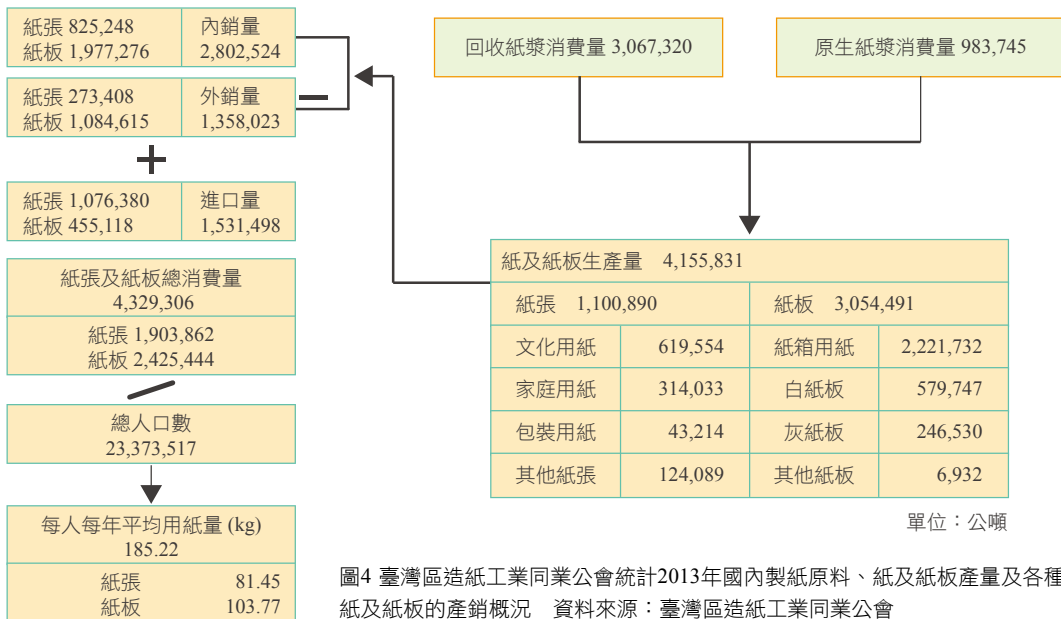 紙張 825,248 內銷量
紙板 1,977,276 2,802,524
紙張 273,408 外銷量
紙板 1,084,615 1,358,023
紙張 1,076,380 進口量
紙板 455,118 1,531,498
紙張及紙板總消費量
4,329,306
紙張 1,903,862
紙板 2,425,444
總人口數
23,373,517
每人每年平均用紙量 (kg)
185.22
紙張 81.45
紙板 103.77
回收紙漿消費量 3,067,320
原生紙漿消費量 983,745
紙及紙板生產量 4,155,831
紙張 1,100,890 紙板 3,054,491
文化用紙 619,554 紙箱用紙 2,221,732
家庭用紙 314,033 白紙板 579,747
包裝用紙 43,214 灰紙板 246,530
其他紙張 124,089 其他紙板 6,932
單位：公噸
圖4 臺灣區造紙工業同業公會統計2013年國內製紙原料、紙及紙板產量及各種
紙及紙板的產銷概況 資料來源：臺灣區造紙工業同業公會